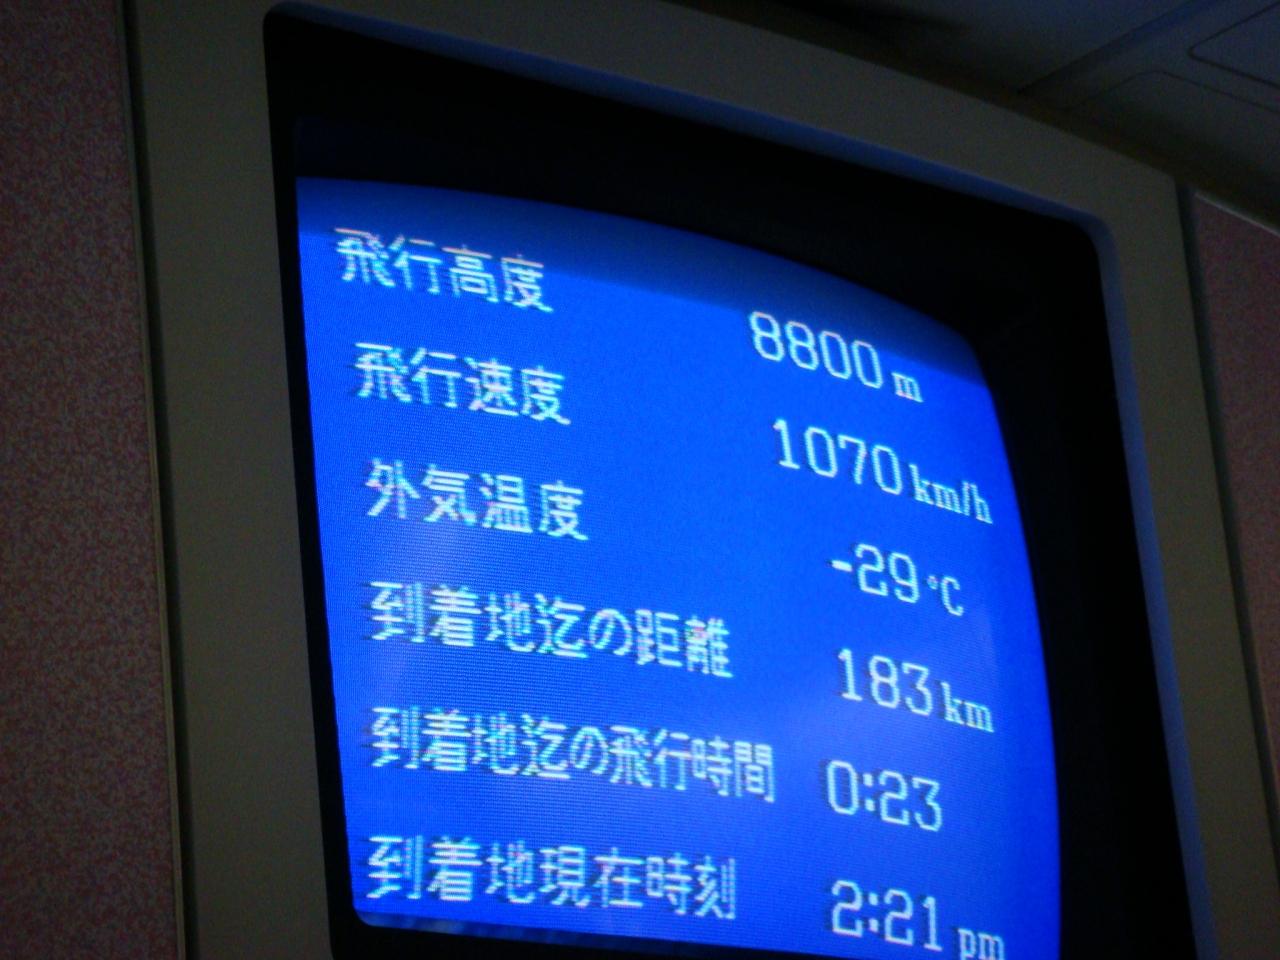 飛行高度 8800 m
飛行速度 1070 km/h
外気温度 -29 °C
到着地迄の距離 183 km
到着地迄の飛行時間 0:23
到着地現在時刻 2:21 pm